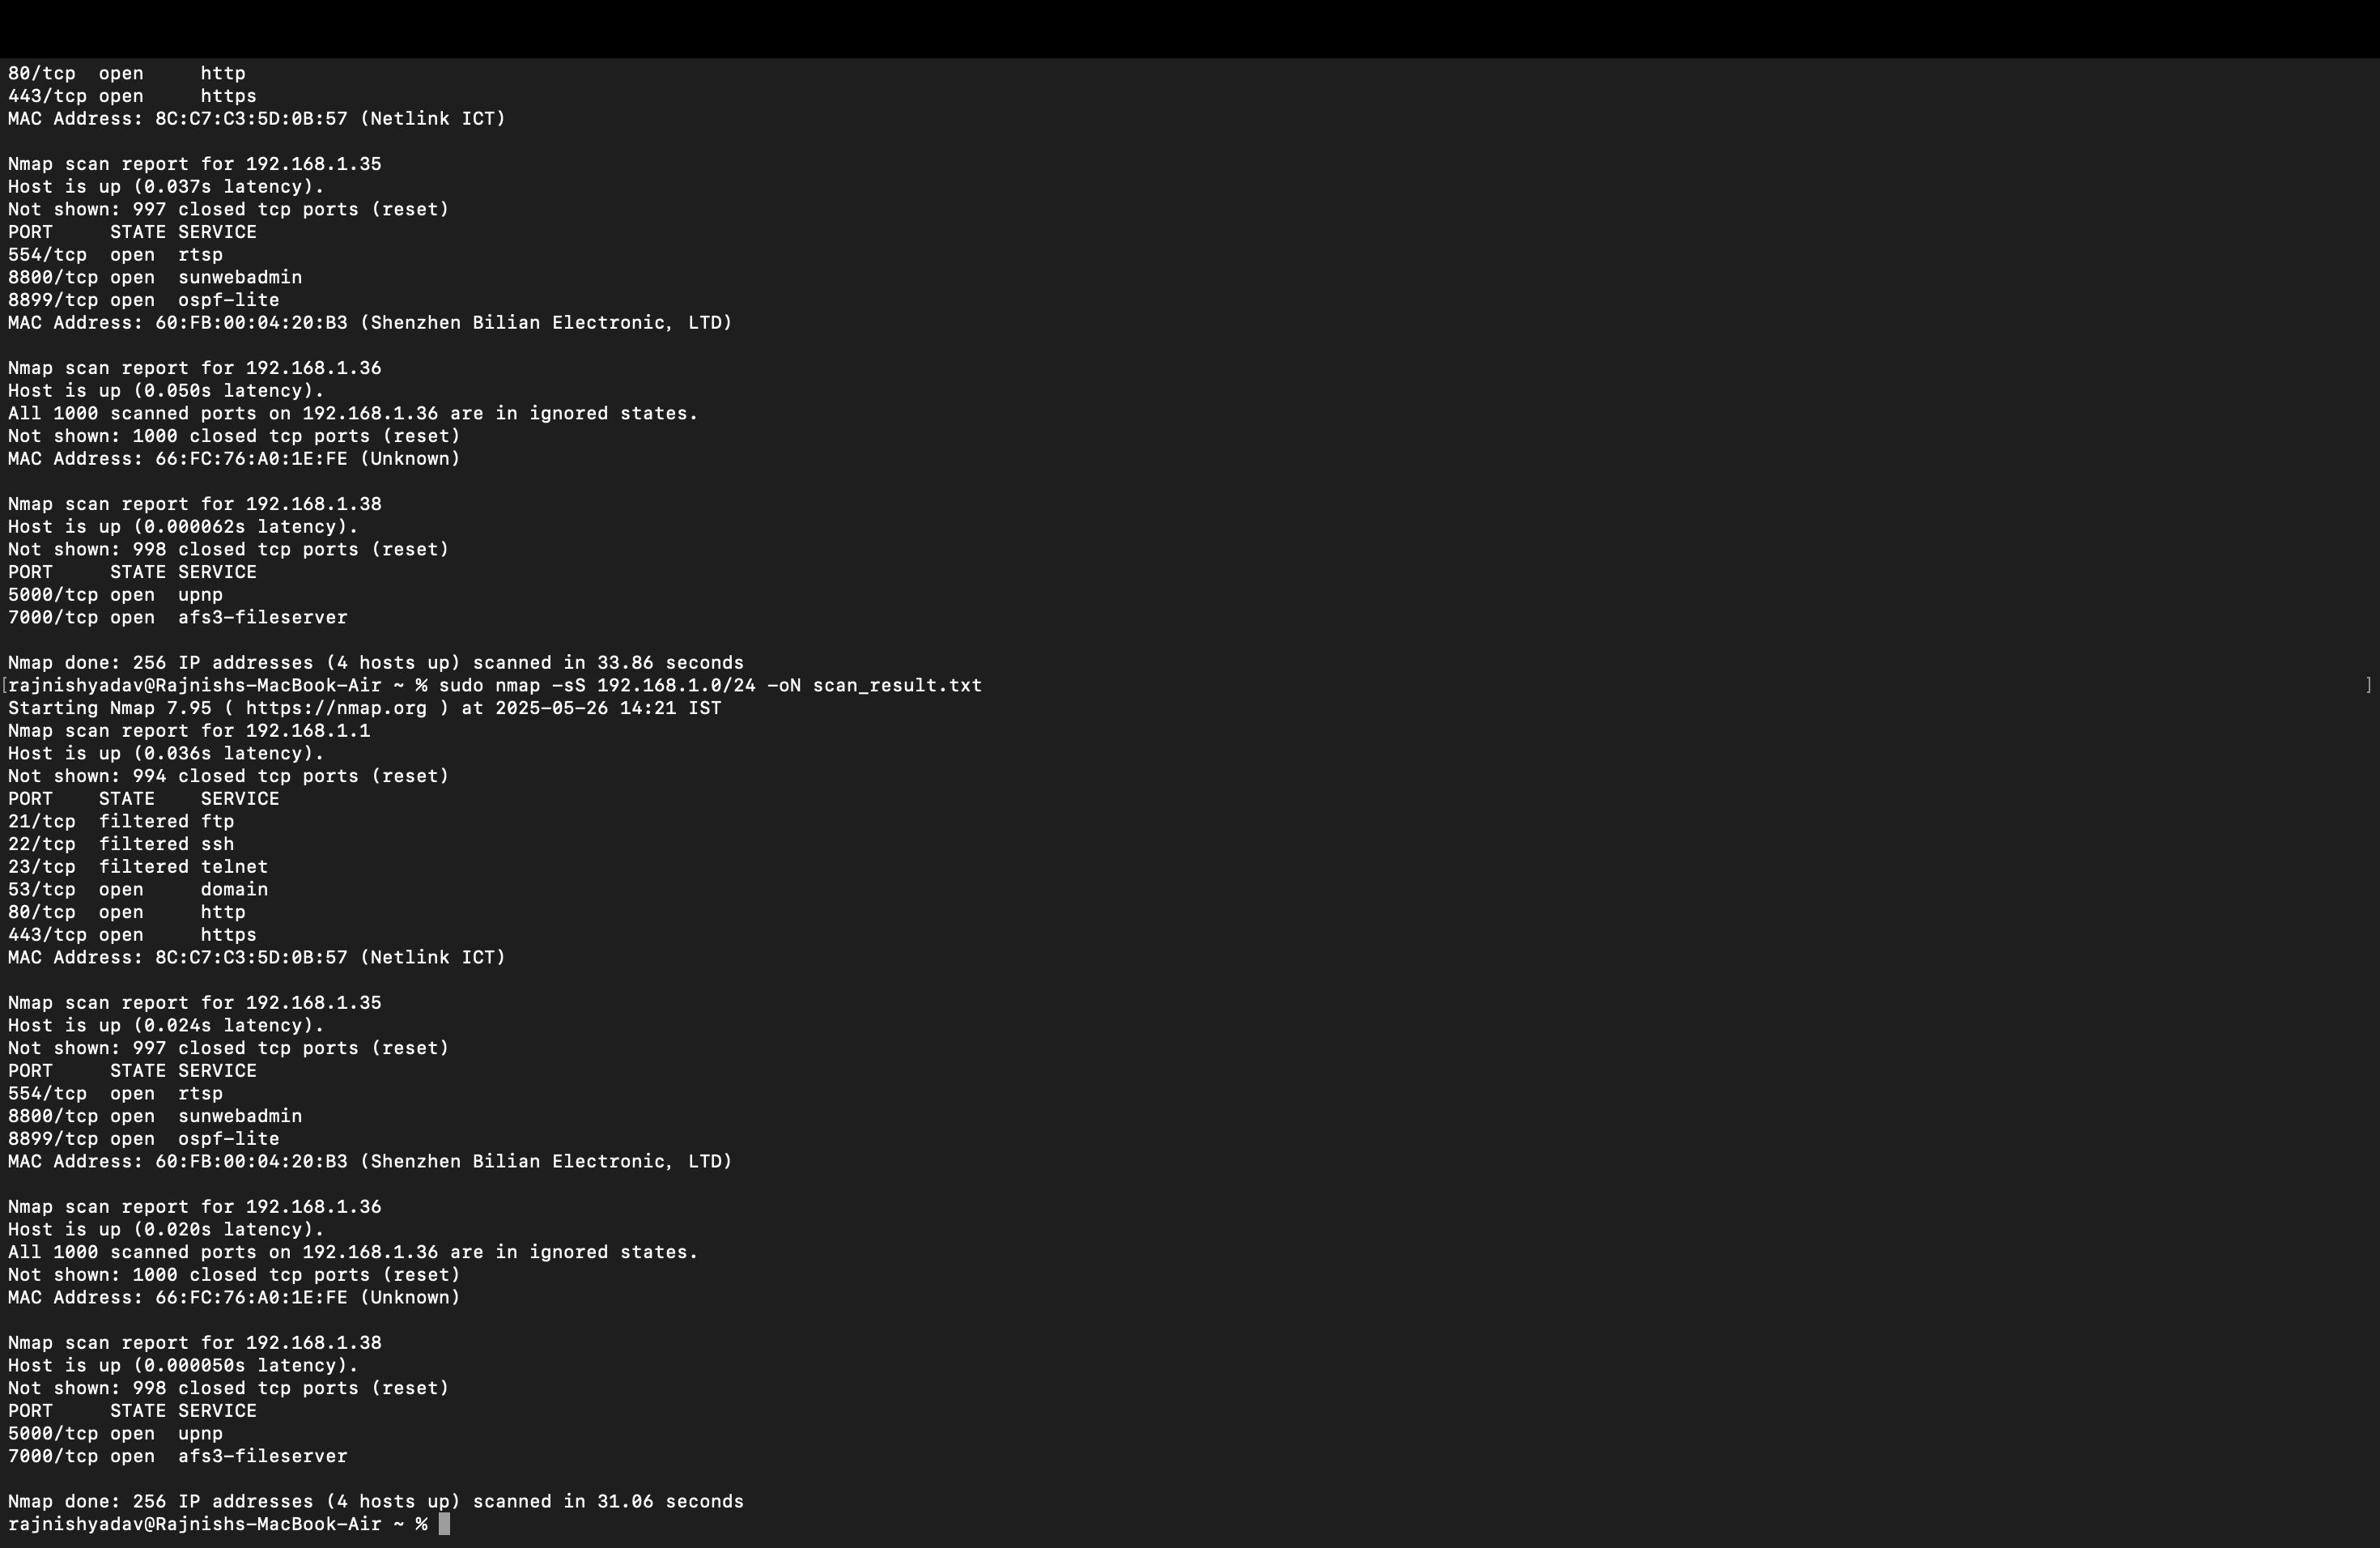 80/tcp  open     http
443/tcp open     https
MAC Address: 8C:C7:C3:5D:0B:57 (Netlink ICT)

Nmap scan report for 192.168.1.35
Host is up (0.037s latency).
Not shown: 997 closed tcp ports (reset)
PORT     STATE SERVICE
554/tcp  open  rtsp
8800/tcp open  sunwebadmin
8899/tcp open  ospf-lite
MAC Address: 60:FB:00:04:20:B3 (Shenzhen Bilian Electronic, LTD)

Nmap scan report for 192.168.1.36
Host is up (0.050s latency).
All 1000 scanned ports on 192.168.1.36 are in ignored states.
Not shown: 1000 closed tcp ports (reset)
MAC Address: 66:FC:76:A0:1E:FE (Unknown)

Nmap scan report for 192.168.1.38
Host is up (0.000062s latency).
Not shown: 998 closed tcp ports (reset)
PORT     STATE SERVICE
5000/tcp open  upnp
7000/tcp open  afs3-fileserver

Nmap done: 256 IP addresses (4 hosts up) scanned in 33.86 seconds
[rajnishyadav@Rajnishs-MacBook-Air ~ % sudo nmap -sS 192.168.1.0/24 -oN scan_result.txt ]
Starting Nmap 7.95 ( https://nmap.org ) at 2025-05-26 14:21 IST
Nmap scan report for 192.168.1.1
Host is up (0.036s latency).
Not shown: 994 closed tcp ports (reset)
PORT    STATE    SERVICE
21/tcp  filtered ftp
22/tcp  filtered ssh
23/tcp  filtered telnet
53/tcp  open     domain
80/tcp  open     http
443/tcp open     https
MAC Address: 8C:C7:C3:5D:0B:57 (Netlink ICT)

Nmap scan report for 192.168.1.35
Host is up (0.024s latency).
Not shown: 997 closed tcp ports (reset)
PORT     STATE SERVICE
554/tcp  open  rtsp
8800/tcp open  sunwebadmin
8899/tcp open  ospf-lite
MAC Address: 60:FB:00:04:20:B3 (Shenzhen Bilian Electronic, LTD)

Nmap scan report for 192.168.1.36
Host is up (0.020s latency).
All 1000 scanned ports on 192.168.1.36 are in ignored states.
Not shown: 1000 closed tcp ports (reset)
MAC Address: 66:FC:76:A0:1E:FE (Unknown)

Nmap scan report for 192.168.1.38
Host is up (0.000050s latency).
Not shown: 998 closed tcp ports (reset)
PORT     STATE SERVICE
5000/tcp open  upnp
7000/tcp open  afs3-fileserver

Nmap done: 256 IP addresses (4 hosts up) scanned in 31.06 seconds
rajnishyadav@Rajnishs-MacBook-Air ~ %